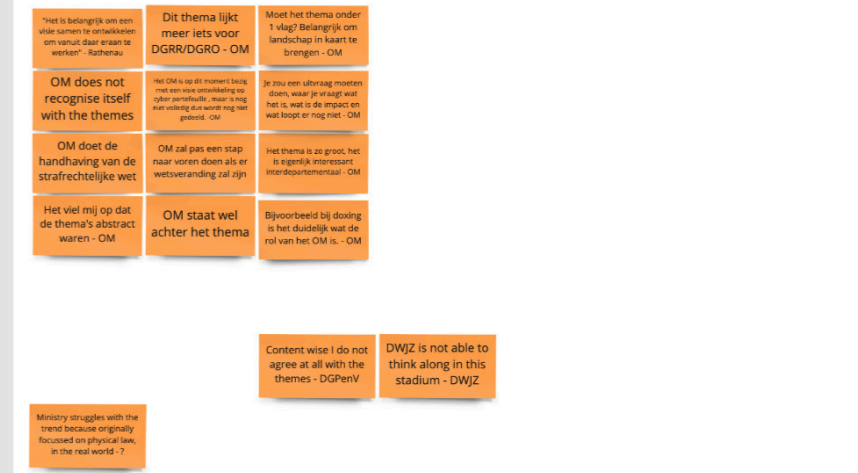 "Het is belangrijk om een
visie samen te ontwikkelen
om vanuit daar eraan te
werken" - Rathenau
Dit thema lijkt
meer iets voor
DGRR/DGRO - OM
Moet het thema onder
1 vlag? Belangrijk om
landschap in kaart te
brengen - OM
OM does not
recognise itself
with the themes
Het OM is op dit moment bezig
met een visie ontwikkeling op
cyber portefeuille , maar is nog
niet volledig dus wordt nog niet
gedeeld. -OM
Je zou een uitvraag moeten
doen, waar je vraagt wat
het is, wat is de impact en
wat loopt er nog niet - OM
OM doet de
handhaving van de
strafrechtelijke wet
OM zal pas een stap
naar voren doen als er
wetsveranding zal zijn
Het thema is zo groot, het
is eigenlijk interessant
interdepartementaal - OM
Het viel mij op dat
de thema's abstract
waren - OM
OM staat wel
achter het thema
Bijvoorbeeld bij doxing
is het duidelijk wat de
rol van het OM is. - OM
Content wise I do not
agree at all with the
themes - DGPenV
DWJZ is not able to
think along in this
stadium - DWJZ
Ministry struggles with the
trend because originally
focussed on physical law,
in the real world - ?